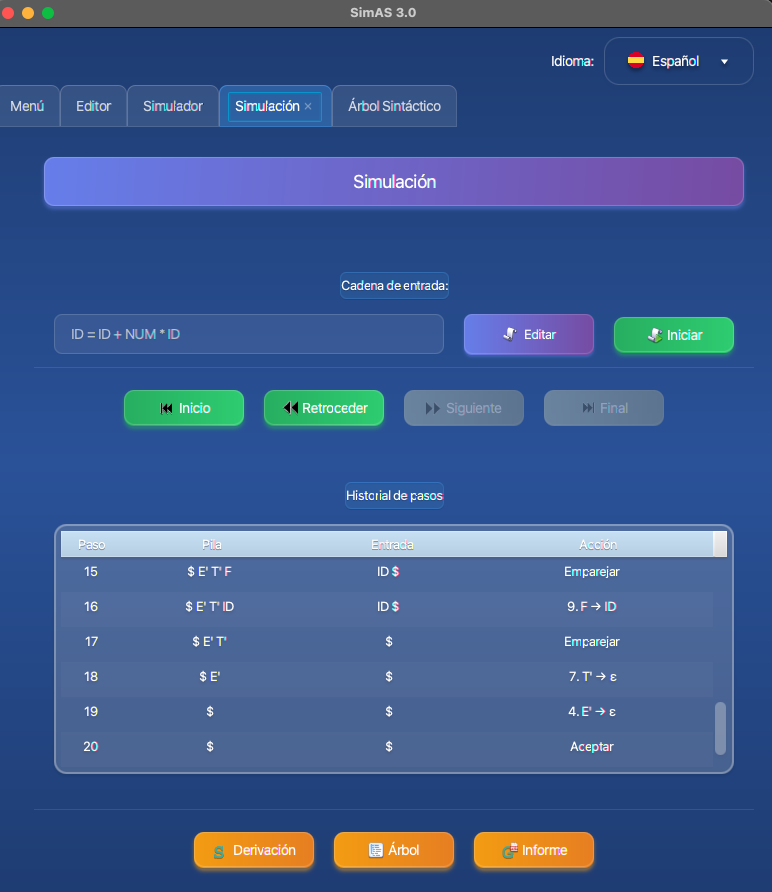 SimAS 3.0
Idioma: Español
Menú Editor Simulador Simulación × Árbol Sintáctico
Simulación
Cadena de entrada:
ID = ID + NUM * ID Editar Iniciar
Inicio Retroceder Siguiente Final
Historial de pasos
Paso Pila Entrada Acción
15 $ E' T' F ID $ Emparejar
16 $ E' T' ID ID $ 9. F → ID
17 $ E' T' $ Emparejar
18 $ E' $ 7. T' → ε
19 $ $ 4. E' → ε
20 $ $ Aceptar
S Derivación Árbol G Informe